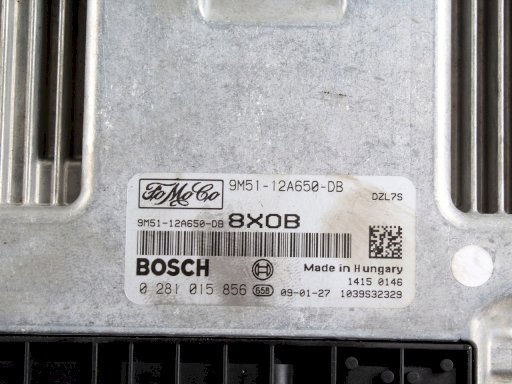 FoMoCo 9M51-12A650-DB
DZL7S
9M51-12A650-DB 8X0B
BOSCH
Made in Hungary
1415 0146
0 281 015 856 658 09-01-27 1039S32329